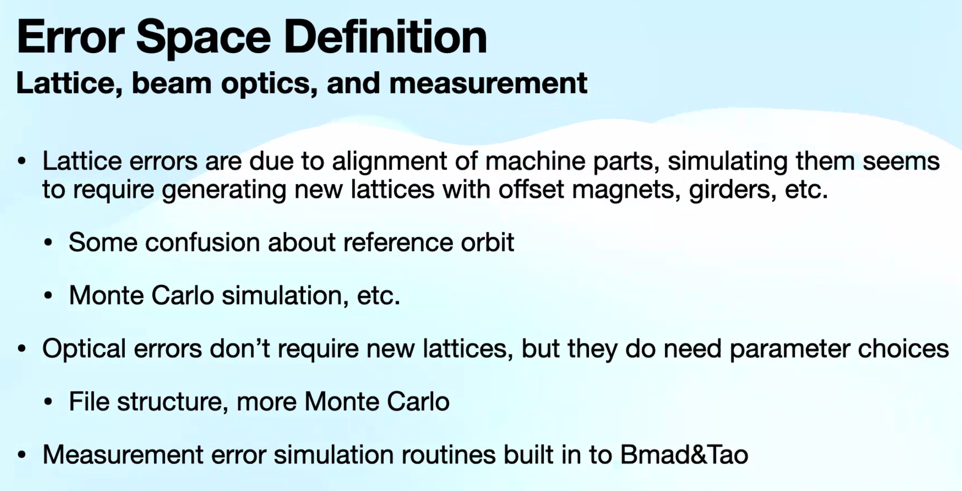 Error Space Definition
Lattice, beam optics, and measurement
• Lattice errors are due to alignment of machine parts, simulating them seems
to require generating new lattices with offset magnets, girders, etc.
• Some confusion about reference orbit
• Monte Carlo simulation, etc.
• Optical errors don’t require new lattices, but they do need parameter choices
• File structure, more Monte Carlo
• Measurement error simulation routines built in to Bmad&Tao